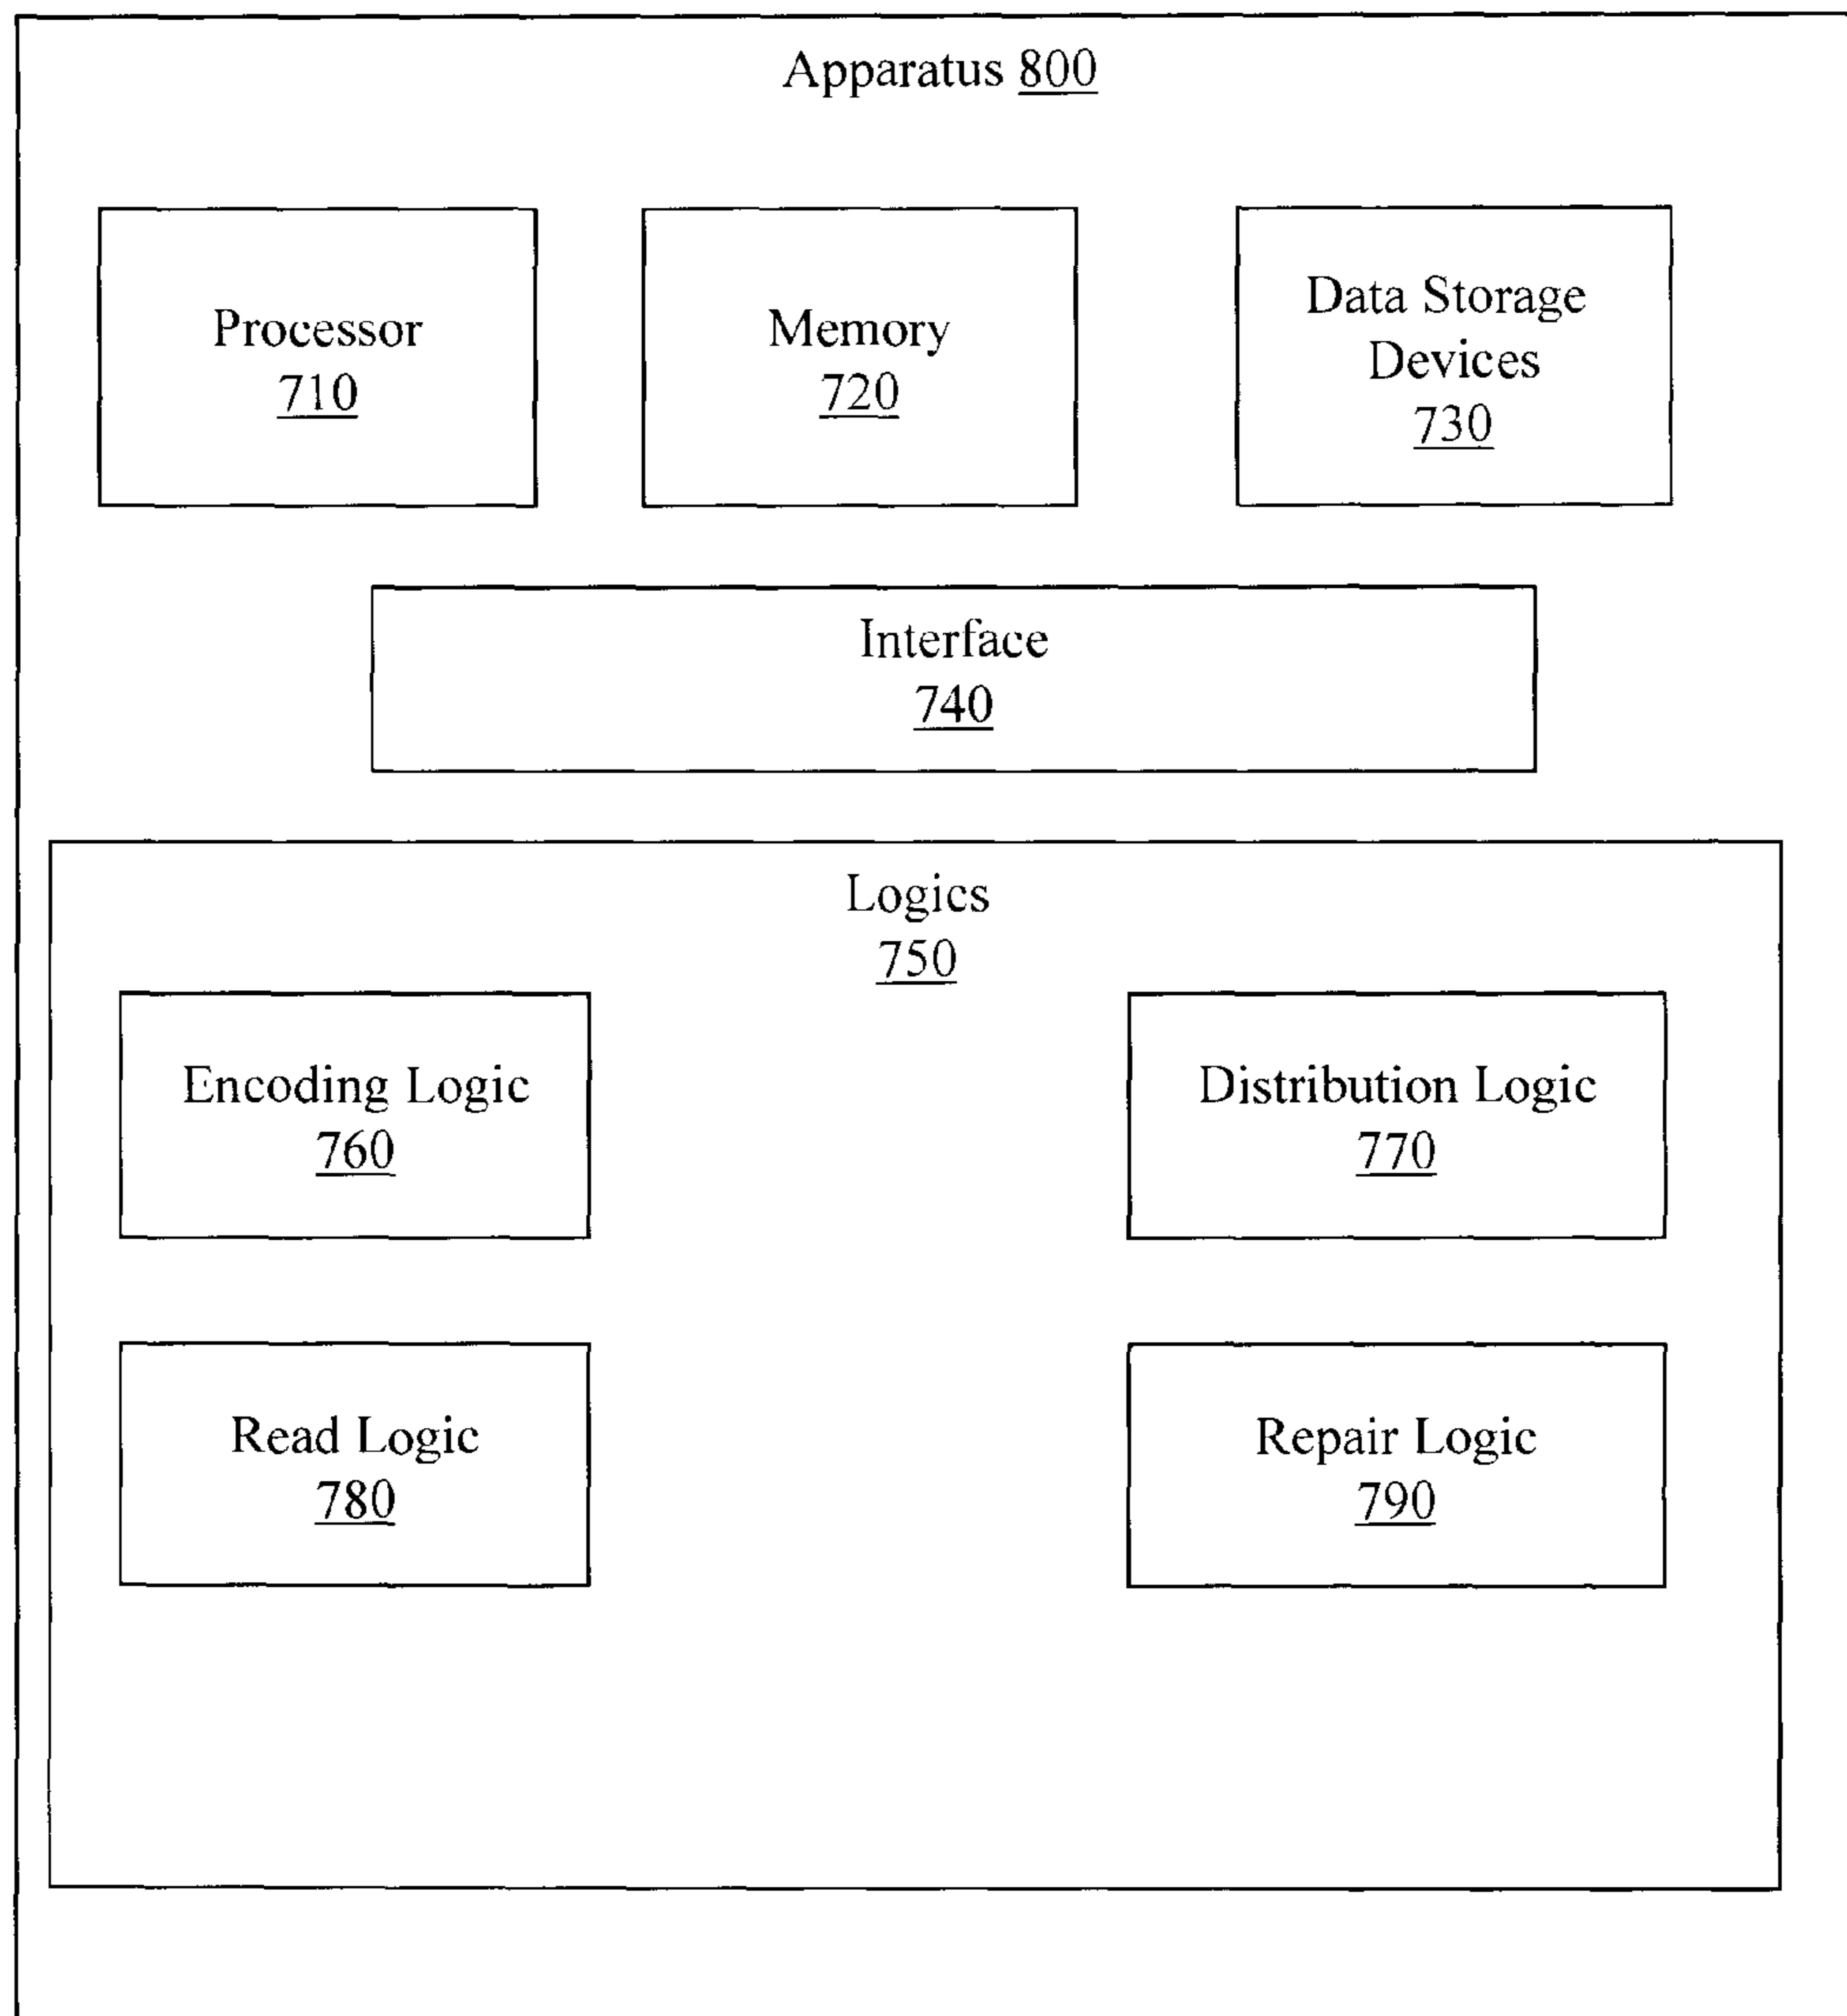 Apparatus 800
Processor
710
Memory
720
Data Storage
Devices
730
Interface
740
Logics
750
Encoding Logic
760
Distribution Logic
770
Read Logic
780
Repair Logic
790